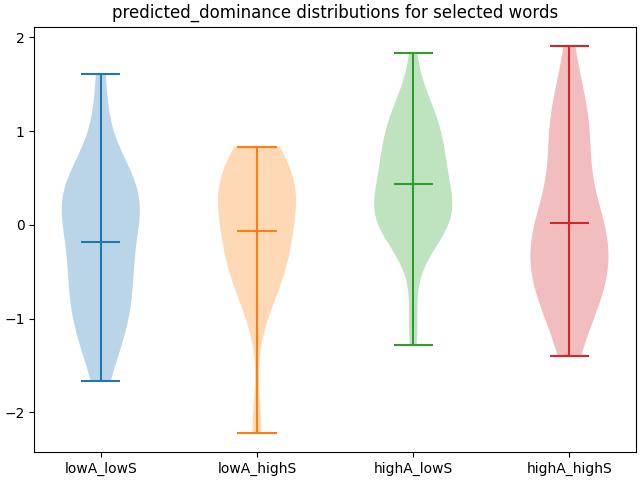 predicted_dominance distributions for selected words
2
1
0
−1
−2
lowA_lowS
lowA_highS
highA_lowS
highA_highS